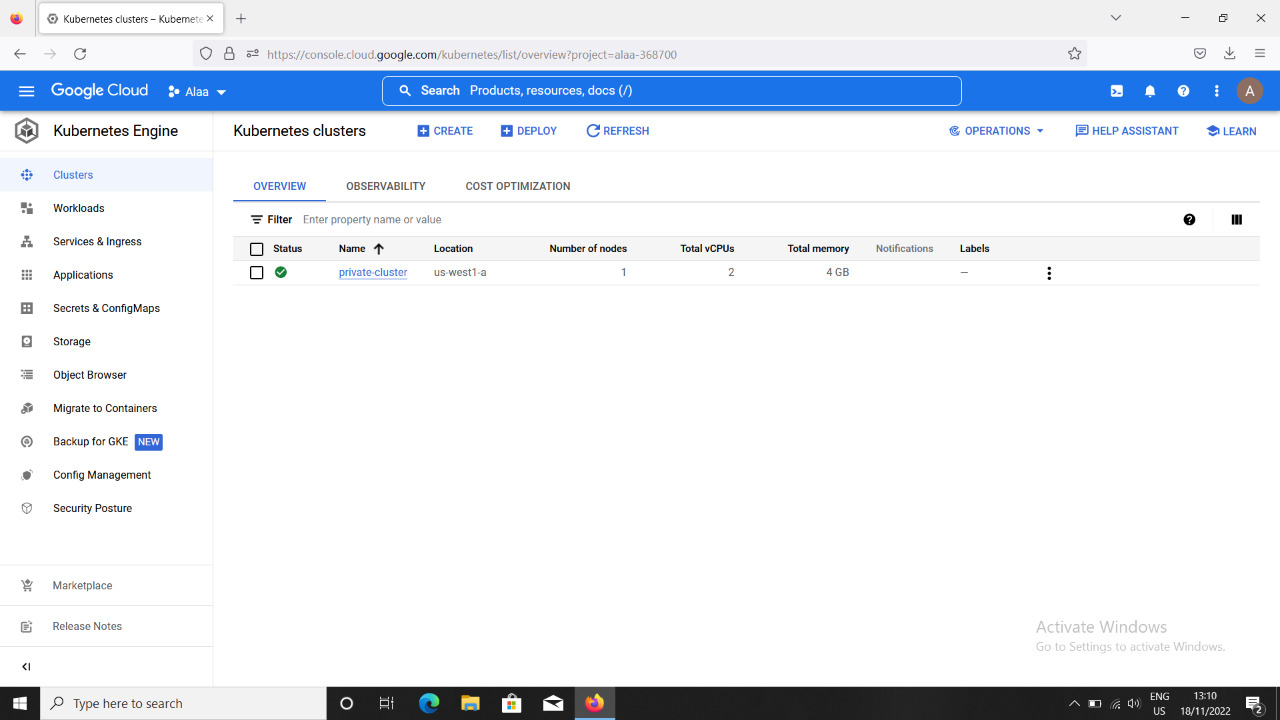 Kubernetes clusters – Kubernete
https://console.cloud.google.com/kubernetes/list/overview?project=alaa-368700
Google Cloud
Alaa
Search Products, resources, docs (/)
A
Kubernetes Engine
Kubernetes clusters
CREATE
DEPLOY
REFRESH
OPERATIONS
HELP ASSISTANT
LEARN
Clusters
Workloads
Services & Ingress
Applications
Secrets & ConfigMaps
Storage
Object Browser
Migrate to Containers
Backup for GKE NEW
Config Management
Security Posture
Marketplace
Release Notes
OVERVIEW
OBSERVABILITY
COST OPTIMIZATION
Filter Enter property name or value
Status Name Location Number of nodes Total vCPUs Total memory Notifications Labels
private-cluster us-west1-a 1 2 4 GB —
Activate Windows
Go to Settings to activate Windows.
Type here to search
ENG
US
13:10
18/11/2022
2